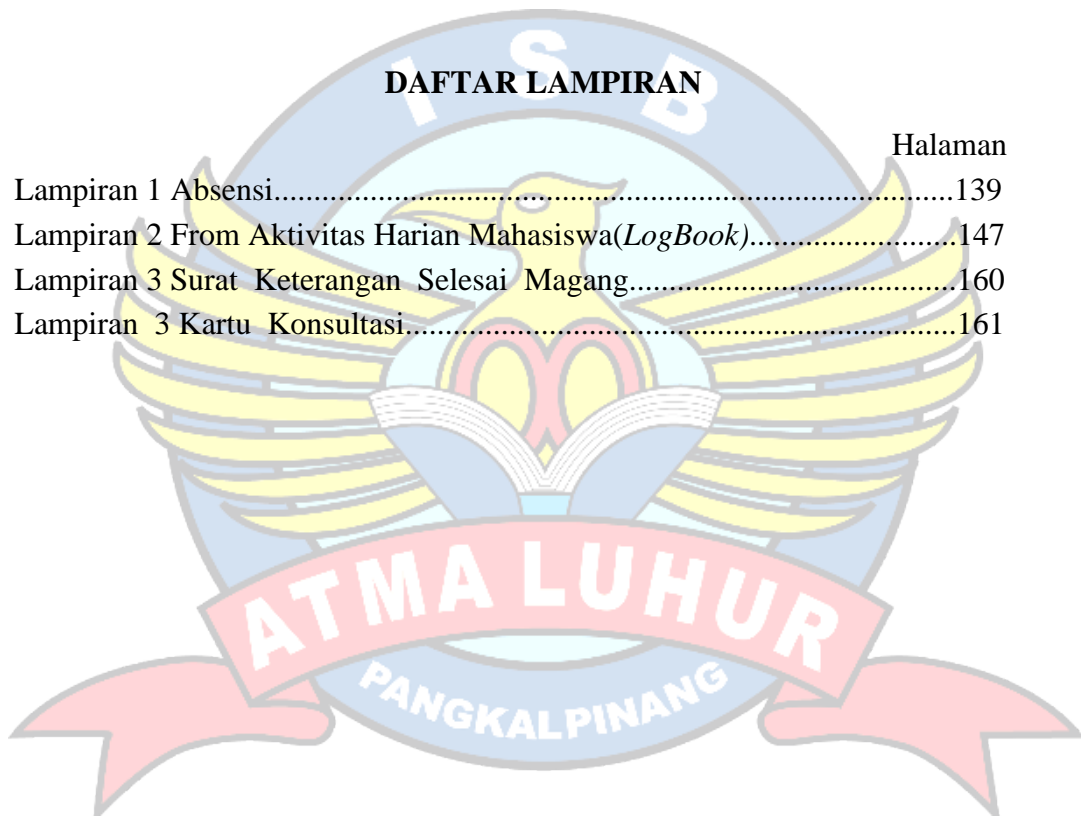 I S B
DAFTAR LAMPIRAN
Halaman
Lampiran 1 Absensi.....................................................................................139
Lampiran 2 From Aktivitas Harian Mahasiswa(LogBook)..........................147
Lampiran 3 Surat Keterangan Selesai Magang.........................................160
Lampiran 3 Kartu Konsultasi.....................................................................161
ATMA LUHUR
PANGKALPINANG